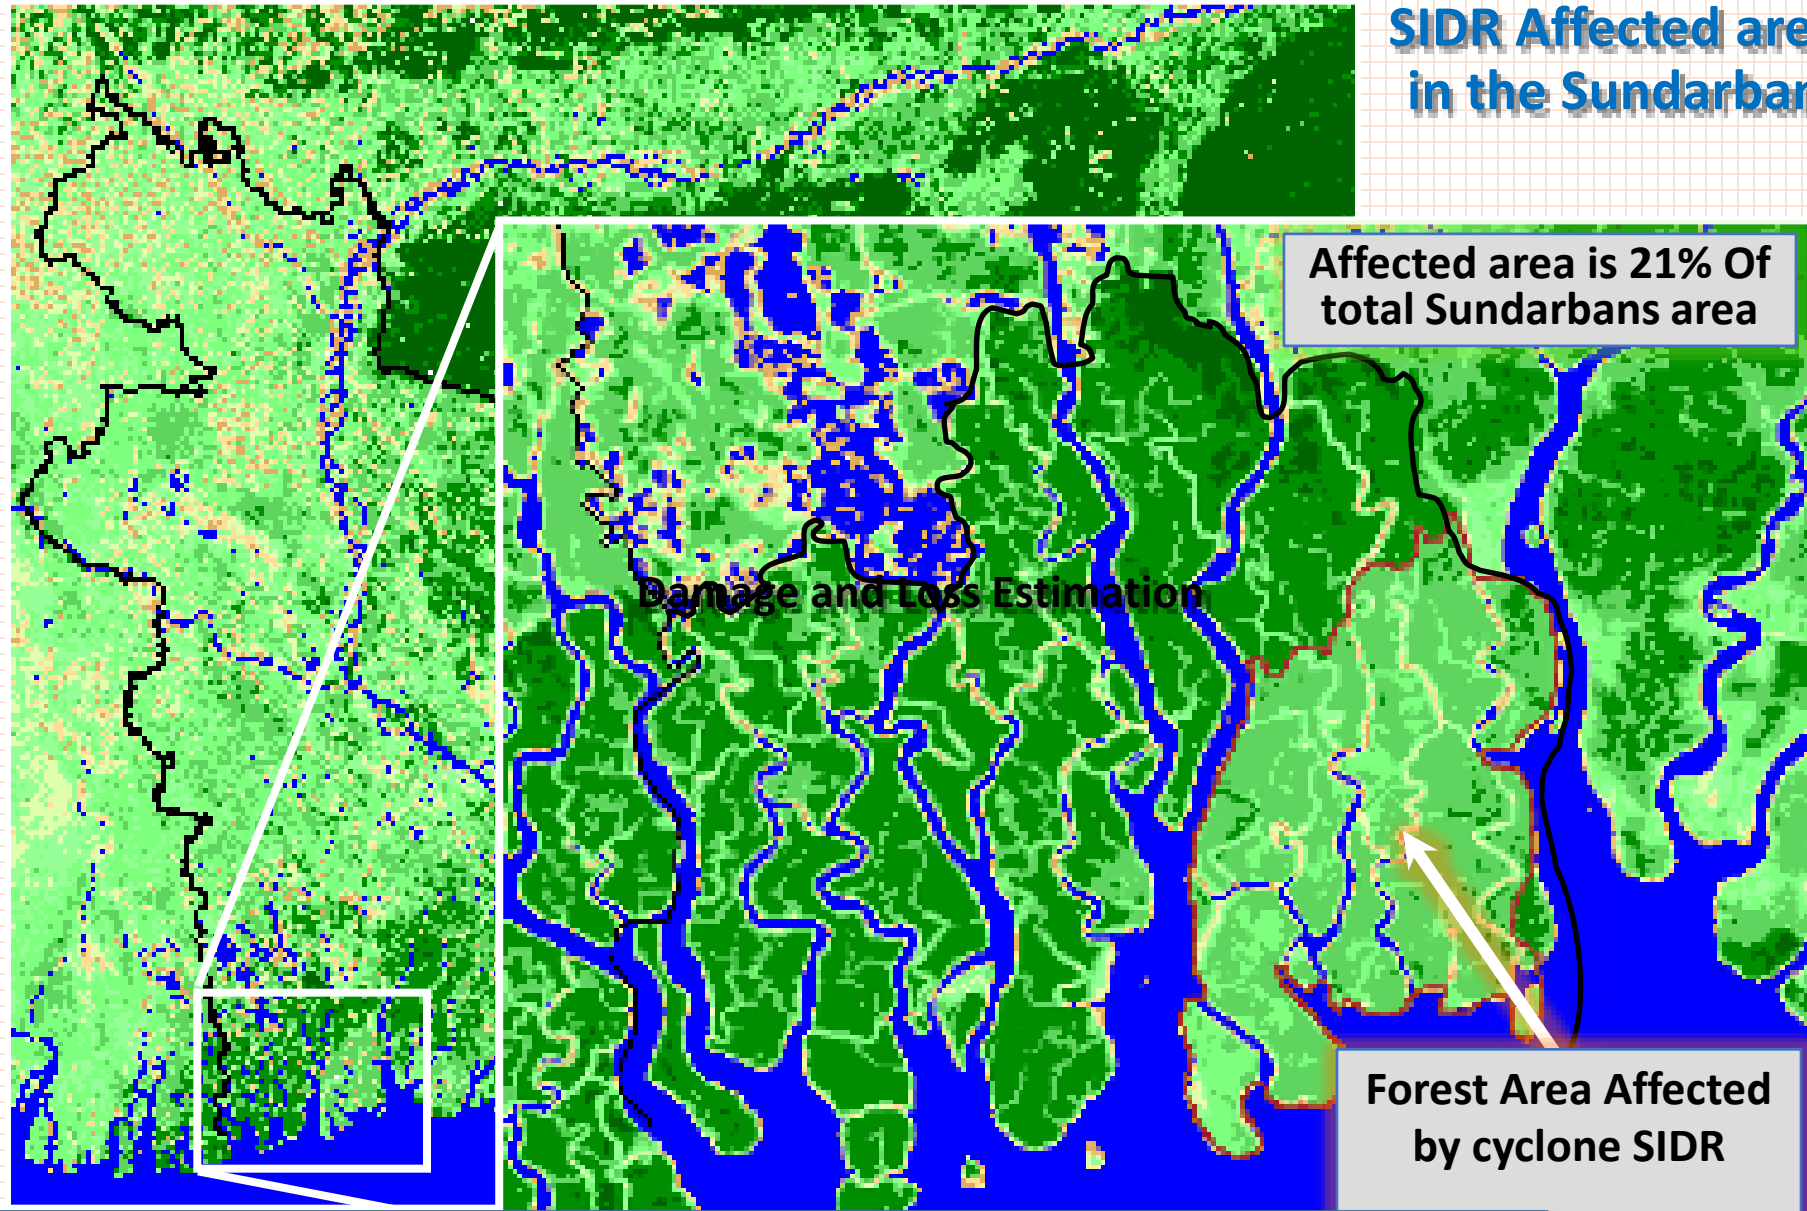 SIDR Affected are
in the Sundarban
Affected area is 21% Of
total Sundarbans area
Damage and Loss Estimation
Forest Area Affected
by cyclone SIDR